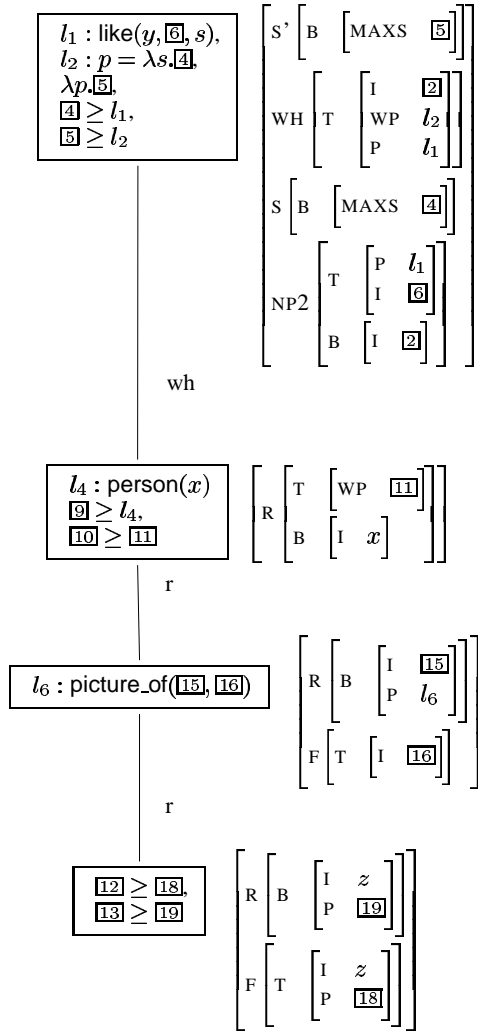 l₁ : like(y, 6, s),
l₂ : p = λs.4,
λp.5,
4 ≥ l₁,
5 ≥ l₂
S' [B [MAXS 5]]
WH [T [I 2
WP l₂
P l₁]]
S [B [MAXS 4]]
NP2 [T [P l₁
I 6]
B [I 2]]
wh
l₄ : person(x)
9 ≥ l₄,
10 ≥ 11
R [T [WP 11]
B [I x]]
r
l₆ : picture_of(15, 16)
R [B [I 15
P l₆]]
F [T [I 16]]
r
12 ≥ 18,
13 ≥ 19
R [B [I z
P 19]]
F [T [I z
P 18]]